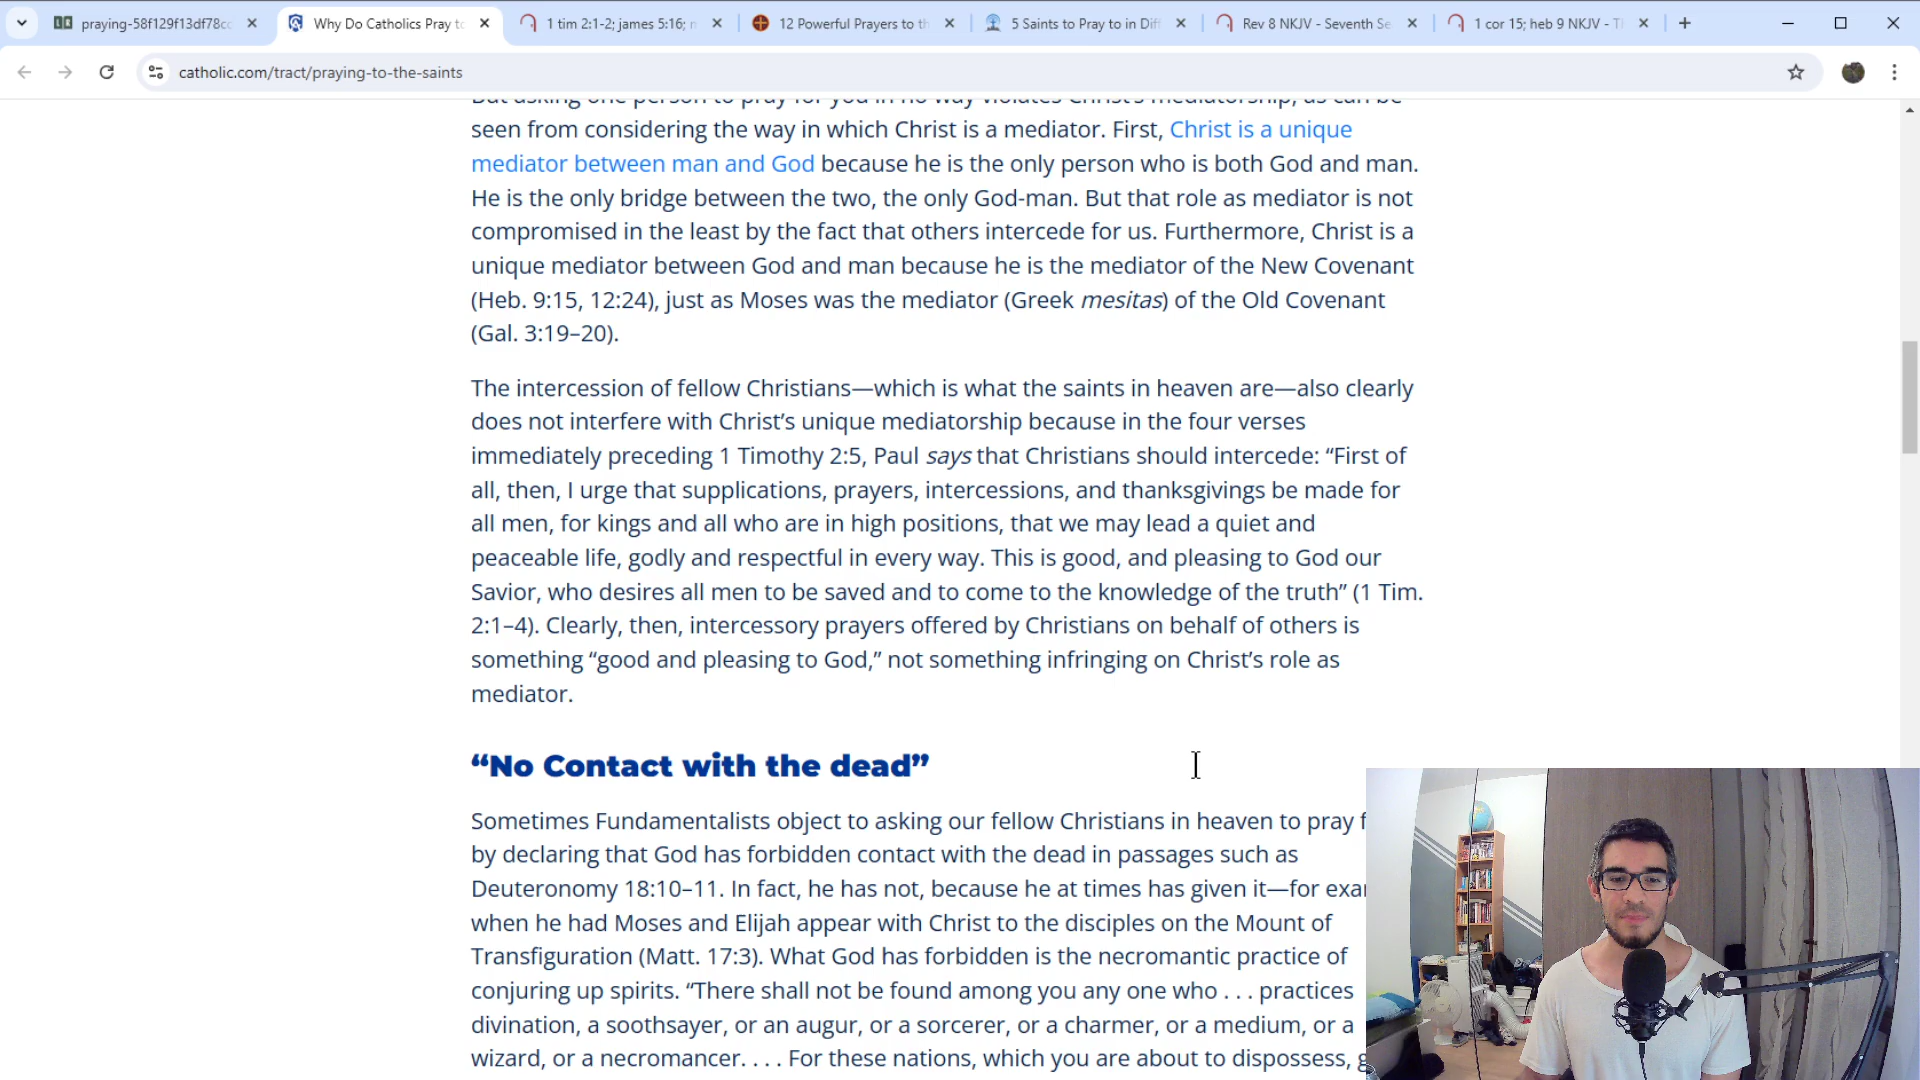 praying-58f129f13df78cc
Why Do Catholics Pray to
1 tim 2:1-2; james 5:16;
12 Powerful Prayers to th
5 Saints to Pray to in Diff
Rev 8 NKJV - Seventh Se
1 cor 15; heb 9 NKJV - T
catholic.com/tract/praying-to-the-saints
But asking one person to pray for you in no way violates Christ's mediatorship, as can be
seen from considering the way in which Christ is a mediator. First, Christ is a unique
mediator between man and God because he is the only person who is both God and man.
He is the only bridge between the two, the only God-man. But that role as mediator is not
compromised in the least by the fact that others intercede for us. Furthermore, Christ is a
unique mediator between God and man because he is the mediator of the New Covenant
(Heb. 9:15, 12:24), just as Moses was the mediator (Greek mesitas) of the Old Covenant
(Gal. 3:19–20).
The intercession of fellow Christians—which is what the saints in heaven are—also clearly
does not interfere with Christ’s unique mediatorship because in the four verses
immediately preceding 1 Timothy 2:5, Paul says that Christians should intercede: “First of
all, then, I urge that supplications, prayers, intercessions, and thanksgivings be made for
all men, for kings and all who are in high positions, that we may lead a quiet and
peaceable life, godly and respectful in every way. This is good, and pleasing to God our
Savior, who desires all men to be saved and to come to the knowledge of the truth” (1 Tim.
2:1–4). Clearly, then, intercessory prayers offered by Christians on behalf of others is
something “good and pleasing to God,” not something infringing on Christ’s role as
mediator.
“No Contact with the dead”
Sometimes Fundamentalists object to asking our fellow Christians in heaven to pray f
by declaring that God has forbidden contact with the dead in passages such as
Deuteronomy 18:10–11. In fact, he has not, because he at times has given it—for exa
when he had Moses and Elijah appear with Christ to the disciples on the Mount of
Transfiguration (Matt. 17:3). What God has forbidden is the necromantic practice of
conjuring up spirits. “There shall not be found among you any one who . . . practices
divination, a soothsayer, or an augur, or a sorcerer, or a charmer, or a medium, or a
wizard, or a necromancer. . . . For these nations, which you are about to dispossess, g